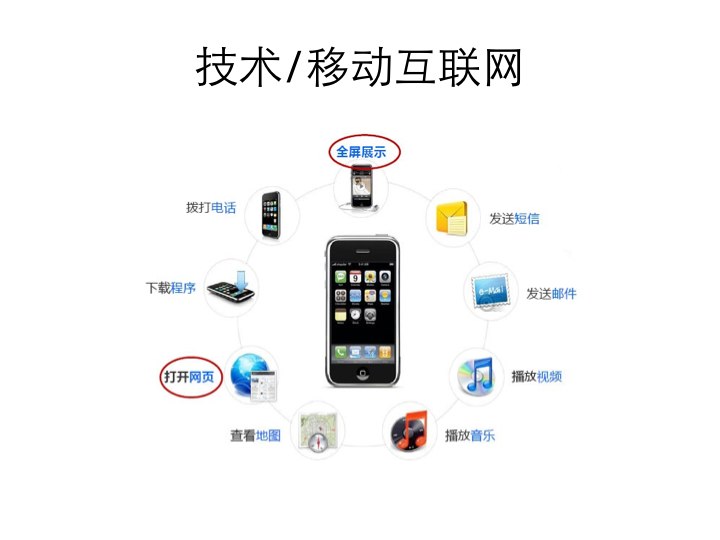 技术/移动互联网
全屏展示
拨打电话
发送短信
下载程序
发送邮件
e-Mail
打开网页
播放视频
查看地图
播放音乐